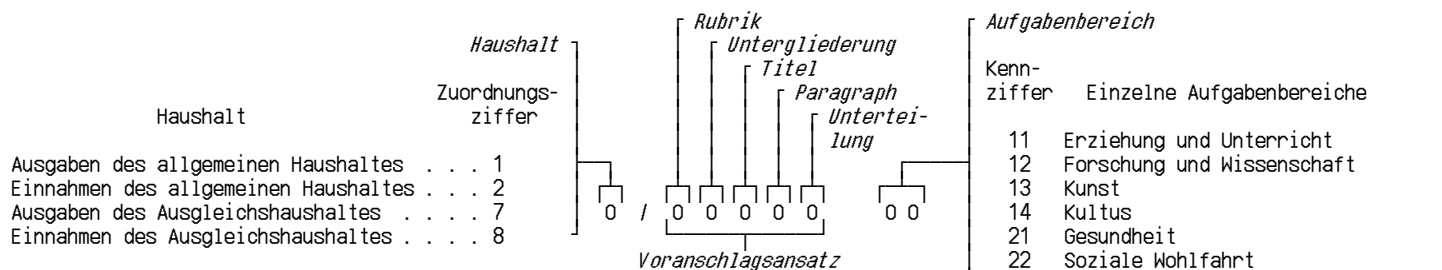 Rubrik
Aufgabenbereich
Haushalt
Untergliederung
Titel
Kenn-
Zuordnungs-
Paragraph
ziffer Einzelne Aufgabenbereiche
Haushalt ziffer
Untertei-
lung
11 Erziehung und Unterricht
Ausgaben des allgemeinen Haushaltes . . . 1
12 Forschung und Wissenschaft
Einnahmen des allgemeinen Haushaltes . . . 2
13 Kunst
Ausgaben des Ausgleichshaushaltes . . . . 7
0 / 0 0 0 0 0 0 0
14 Kultus
Einnahmen des Ausgleichshaushaltes . . . . 8
21 Gesundheit
Voranschlagsansatz
22 Soziale Wohlfahrt